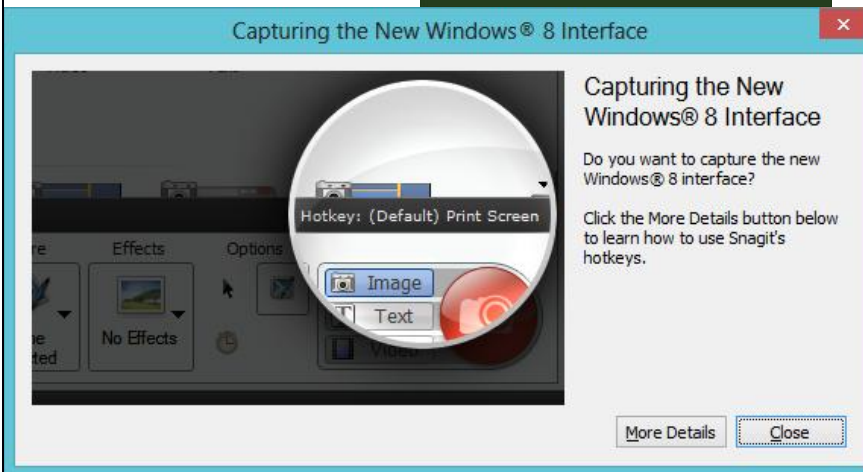 Capturing the New Windows® 8 Interface
x
Capturing the New
Windows® 8 Interface
Do you want to capture the new
Windows® 8 interface?
Click the More Details button below
to learn how to use Snagit's
hotkeys.
Hotkey: (Default) Print Screen
Effects
Options
No Effects
Image
Text
Video
More Details
Close